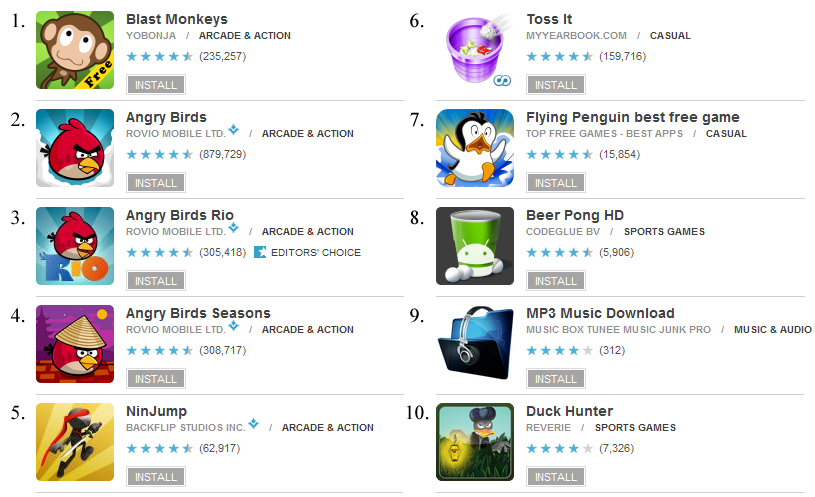 1.
Free
Blast Monkeys
YOBONJA / ARCADE & ACTION
(235,257)
INSTALL
2.
Angry Birds
ROVIO MOBILE LTD. / ARCADE & ACTION
(879,729)
INSTALL
3.
RIO
Angry Birds Rio
ROVIO MOBILE LTD. / ARCADE & ACTION
(305,418) EDITORS' CHOICE
INSTALL
4.
Angry Birds Seasons
ROVIO MOBILE LTD. / ARCADE & ACTION
(308,717)
INSTALL
5.
NinJump
BACKFLIP STUDIOS INC. / ARCADE & ACTION
(62,917)
INSTALL
6.
Toss It
MYYEARBOOK.COM / CASUAL
(159,716)
INSTALL
7.
Flying Penguin best free game
TOP FREE GAMES - BEST APPS / CASUAL
(15,854)
INSTALL
8.
Beer Pong HD
CODEGLUE BV / SPORTS GAMES
(5,906)
INSTALL
9.
MP3 Music Download
MUSIC BOX TUNEE MUSIC JUNK PRO / MUSIC & AUDIO
(312)
INSTALL
10.
Duck Hunter
REVERIE / SPORTS GAMES
(7,326)
INSTALL